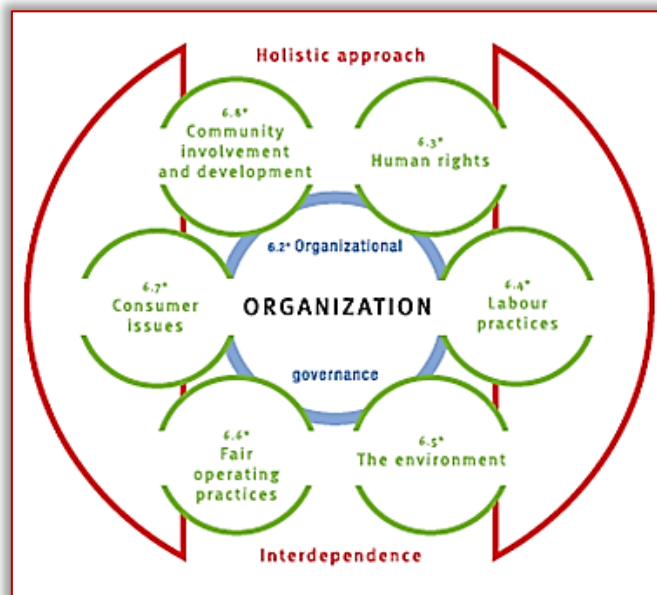 Holistic approach
6.8*
Community
involvement
and development
6.3*
Human rights
6.2* Organizational
6.7*
Consumer
issues
ORGANIZATION
6.4*
Labour
practices
governance
6.6*
Fair
operating
practices
6.5*
The environment
Interdependence